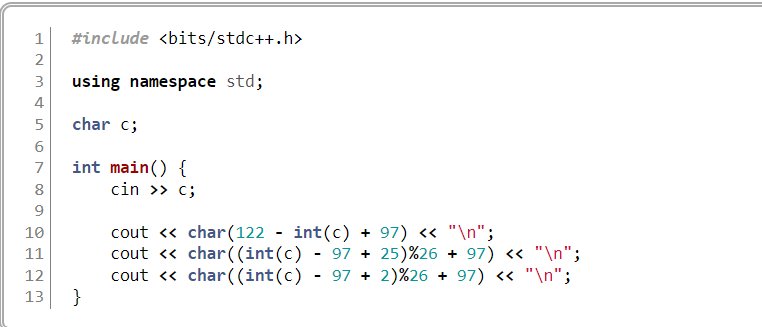 1 #include <bits/stdc++.h>
2
3 using namespace std;
4
5 char c;
6
7 int main() {
8     cin >> c;
9
10     cout << char(122 - int(c) + 97) << "\n";
11     cout << char((int(c) - 97 + 25)%26 + 97) << "\n";
12     cout << char((int(c) - 97 + 2)%26 + 97) << "\n";
13 }